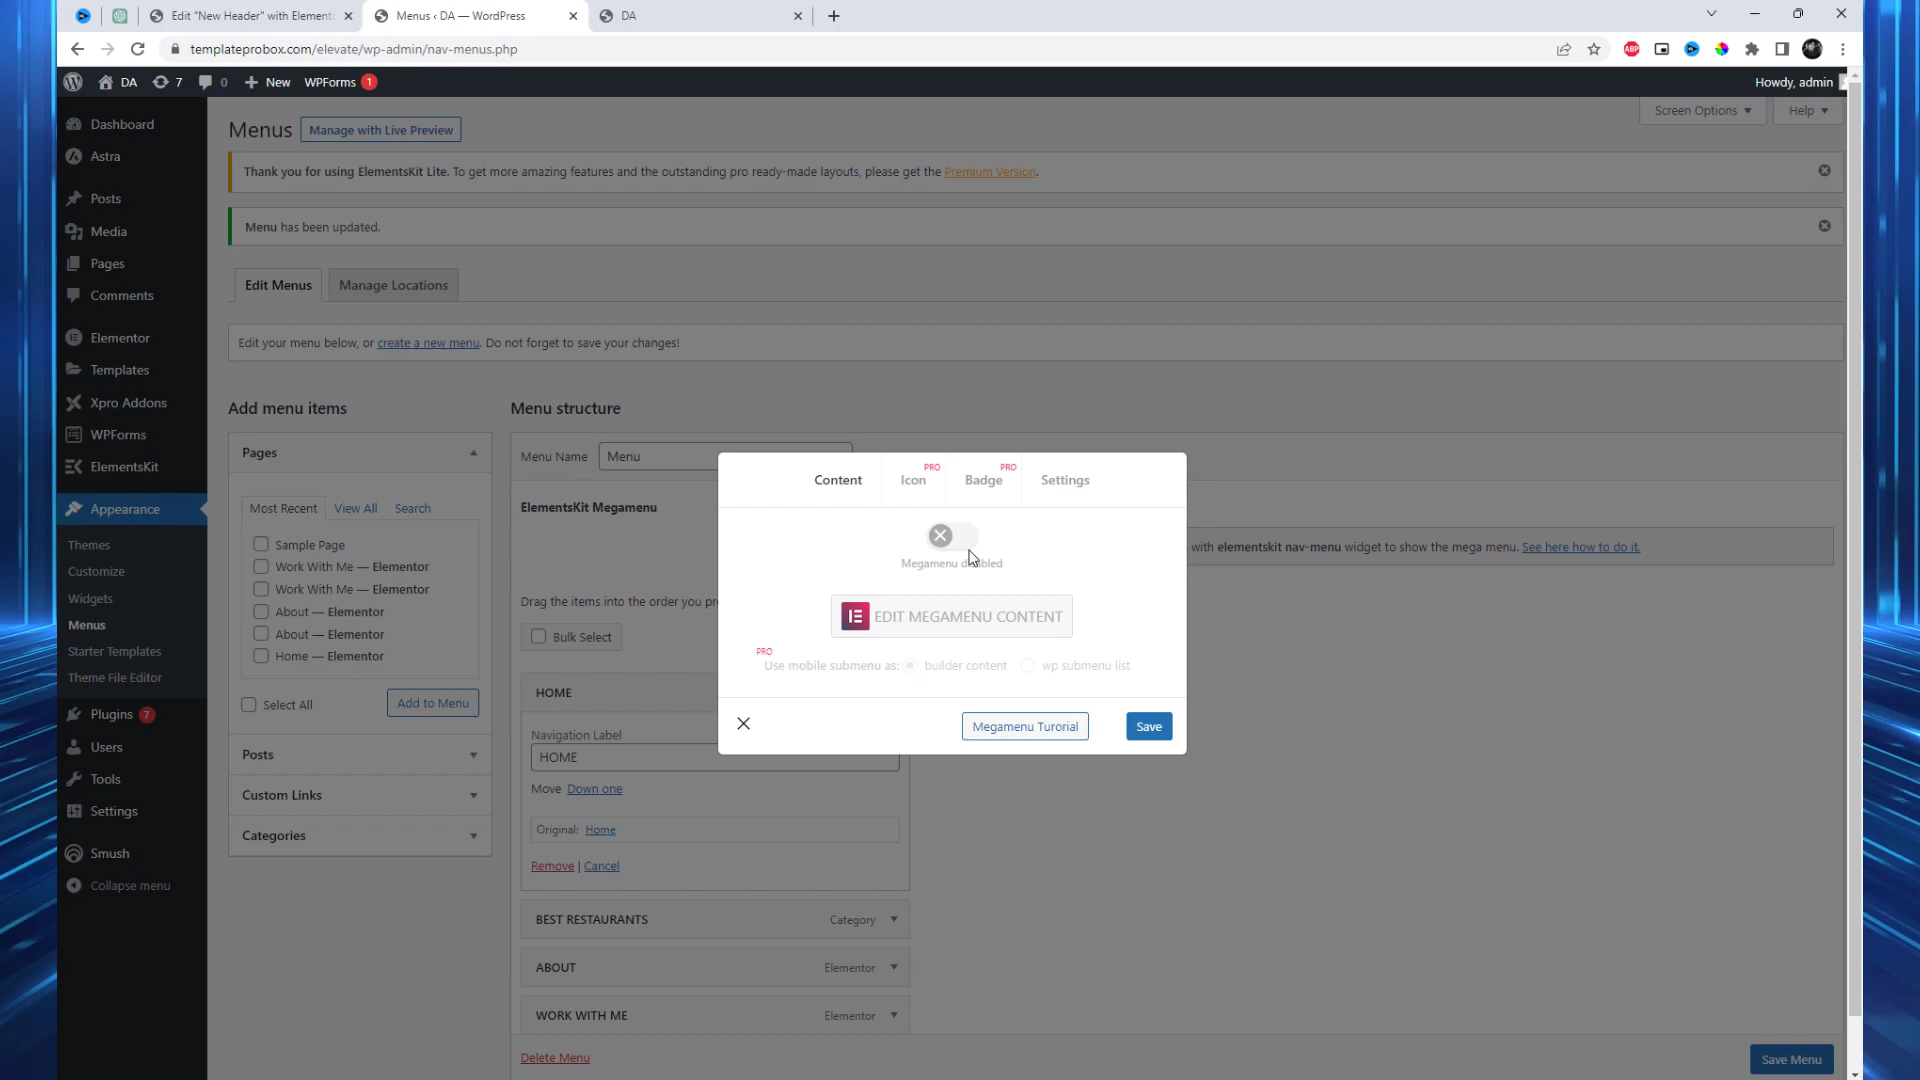 Edit "New Header" with Element
Menus ‹ DA — WordPress
DA
templateprobox.com/elevate/wp-admin/nav-menus.php
ABP
DA
7
0
New
WPForms
1
Howdy, admin
Dashboard
Astra
Posts
Media
Pages
Comments
Elementor
Templates
Xpro Addons
WPForms
ElementsKit
Appearance
Themes
Customize
Widgets
Menus
Starter Templates
Theme File Editor
Plugins
7
Users
Tools
Settings
Smush
Collapse menu
Screen Options
Help
Menus
Manage with Live Preview
Thank you for using ElementsKit Lite. To get more amazing features and the outstanding pro ready-made layouts, please get the Premium Version.
Menu has been updated.
Edit Menus
Manage Locations
Edit your menu below, or create a new menu. Do not forget to save your changes!
Add menu items
Pages
Most Recent
View All
Search
Sample Page
Work With Me — Elementor
Work With Me — Elementor
About — Elementor
About — Elementor
Home — Elementor
Select All
Add to Menu
Posts
Custom Links
Categories
Menu structure
Menu Name
Menu
ElementsKit Megamenu
with elementskit nav-menu widget to show the mega menu. See here how to do it.
Drag the items into the order you
Bulk Select
HOME
Navigation Label
HOME
Move Down one
Original: Home
Remove | Cancel
BEST RESTAURANTS
Category
ABOUT
Elementor
WORK WITH ME
Elementor
Delete Menu
Save Menu
Content
PRO
Icon
PRO
Badge
Settings
Megamenu disabled
EDIT MEGAMENU CONTENT
PRO
Use mobile submenu as:
builder content
wp submenu list
Megamenu Turorial
Save